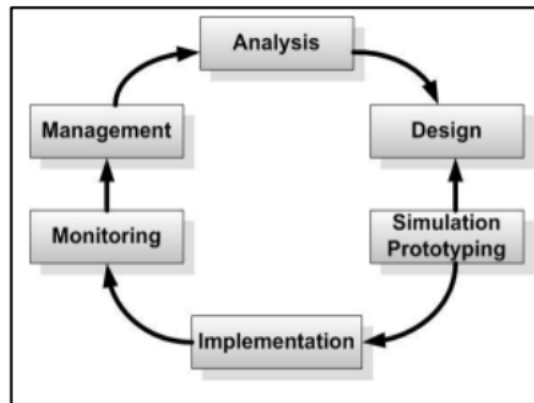 Analysis
Management
Design
Monitoring
Simulation
Prototyping
Implementation